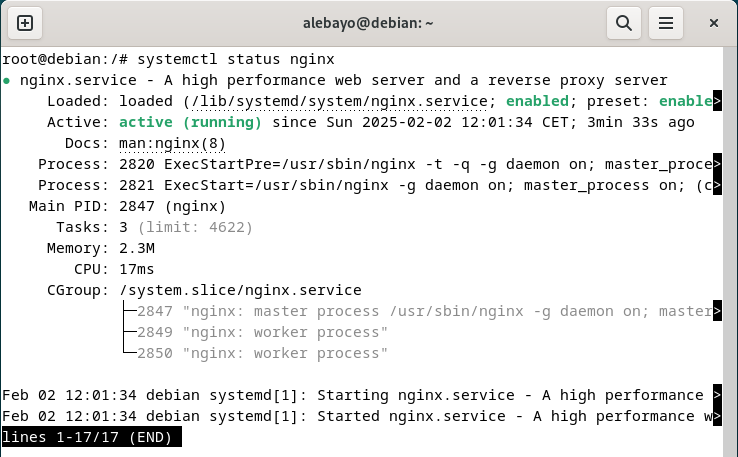 alebayo@debian: ~
root@debian:/# systemctl status nginx
● nginx.service - A high performance web server and a reverse proxy server
     Loaded: loaded (/lib/systemd/system/nginx.service; enabled; preset: enable>
     Active: active (running) since Sun 2025-02-02 12:01:34 CET; 3min 33s ago
       Docs: man:nginx(8)
    Process: 2820 ExecStartPre=/usr/sbin/nginx -t -q -g daemon on; master_proce>
    Process: 2821 ExecStart=/usr/sbin/nginx -g daemon on; master_process on; (c>
   Main PID: 2847 (nginx)
      Tasks: 3 (limit: 4622)
     Memory: 2.3M
        CPU: 17ms
     CGroup: /system.slice/nginx.service
             ├─2847 "nginx: master process /usr/sbin/nginx -g daemon on; master>
             ├─2849 "nginx: worker process"
             └─2850 "nginx: worker process"
Feb 02 12:01:34 debian systemd[1]: Starting nginx.service - A high performance >
Feb 02 12:01:34 debian systemd[1]: Started nginx.service - A high performance w>
lines 1-17/17 (END)